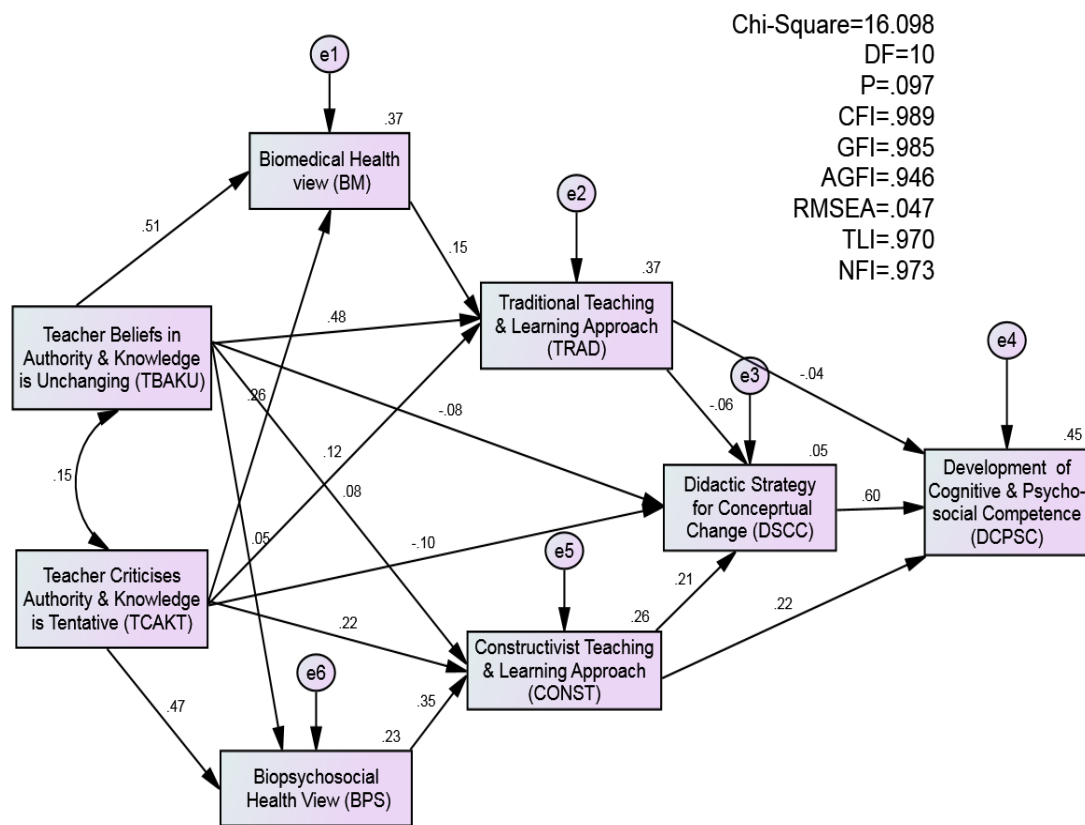 Chi-Square=16.098
DF=10
P=.097
CFI=.989
GFI=.985
AGFI=.946
RMSEA=.047
TLI=.970
NFI=.973
e1
.37
Biomedical Health
view (BM)
e2
.51
.15
.37
Traditional Teaching
& Learning Approach
(TRAD)
Teacher Beliefs in
Authority & Knowledge
is Unchanging (TBAKU)
.48
e3
e4
-.04
.26
-.08
-.06
.12
.08
.15
.05
Didactic Strategy
for Conceprtual
Change (DSCC)
.60
.45
Development of
Cognitive & Psycho-
social Competence
(DCPSC)
-.10
e5
.21
Teacher Criticises
Authority & Knowledge
is Tentative (TCAKT)
.05
.22
.26
.22
Constructivist Teaching
& Learning Approach
(CONST)
e6
.47
.35
.23
Biopsychosocial
Health View (BPS)